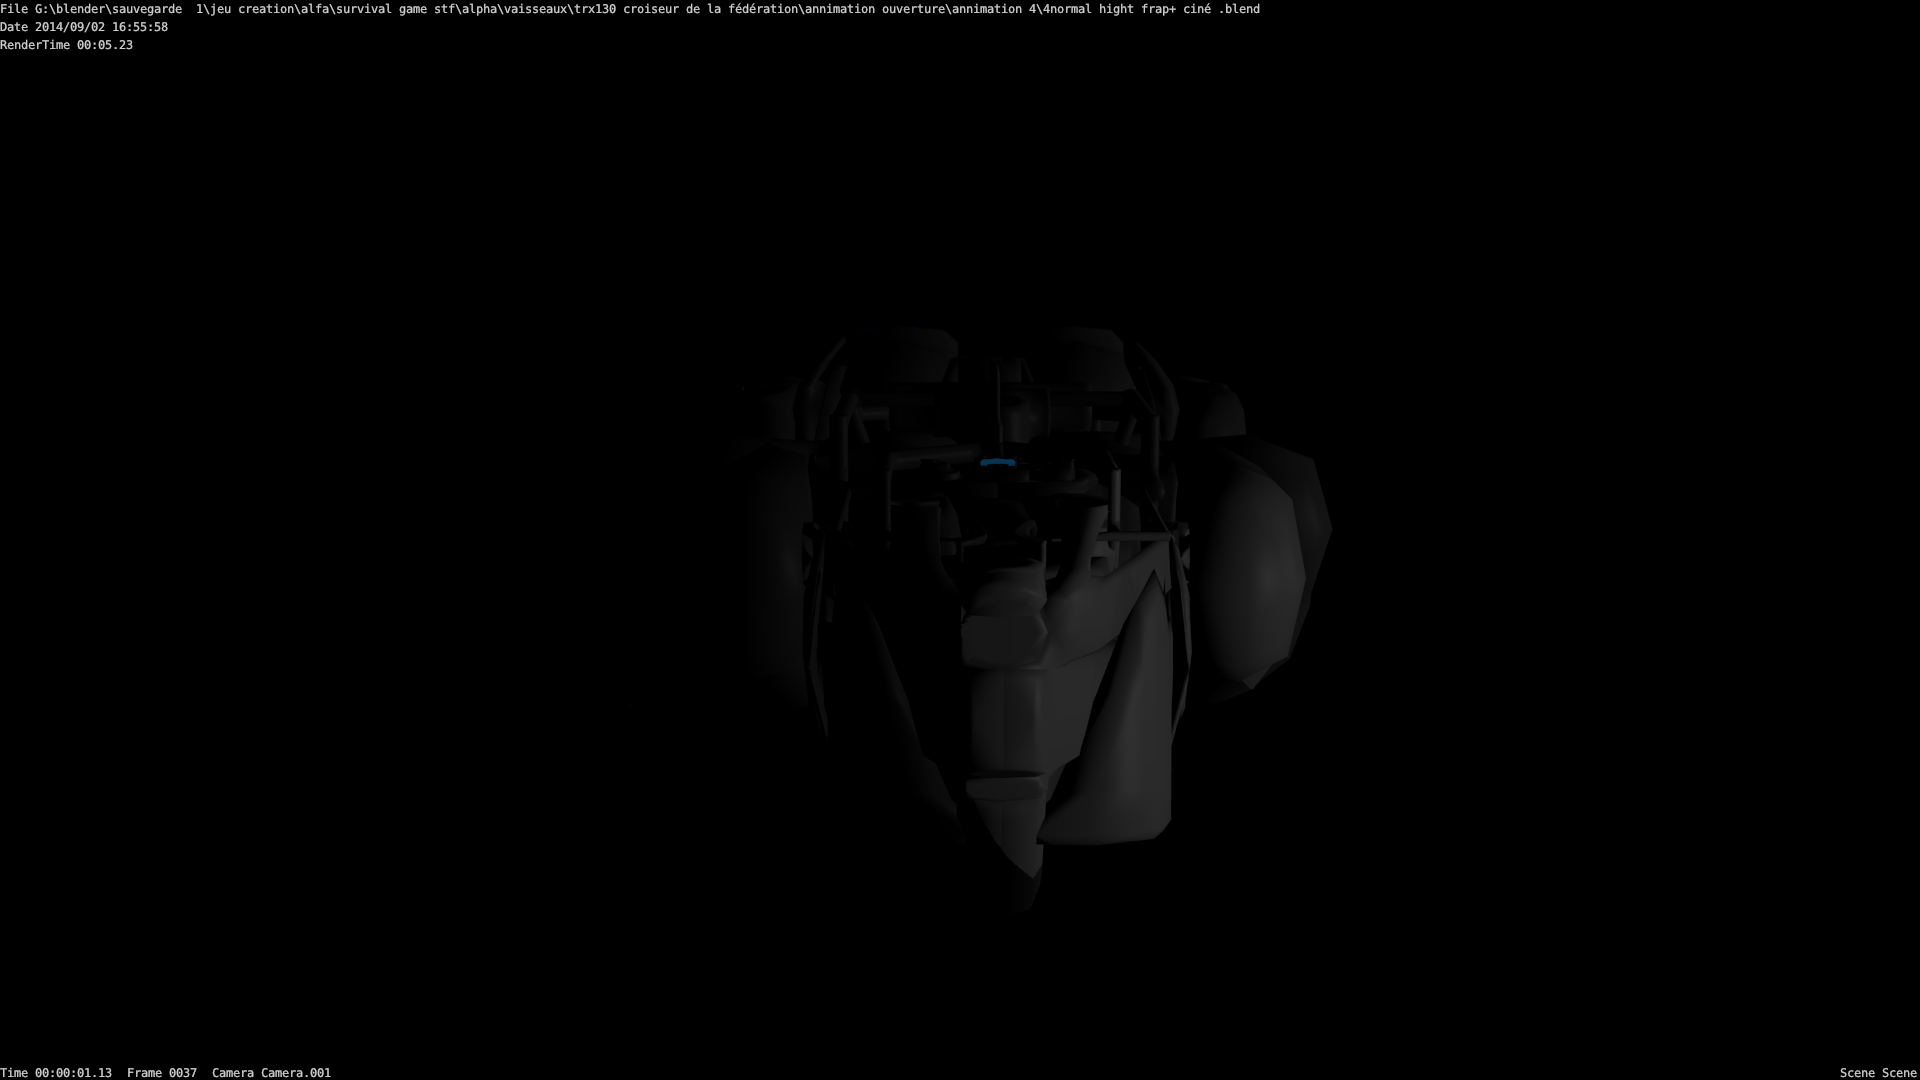 File G:\blender\sauvegarde  1\jeu creation\alfa\survival game stf\alpha\vaisseaux\trx130 croiseur de la fédération\annimation ouverture\annimation 4\4normal hight frap+ ciné .blend
Date 2014/09/02 16:55:58
RenderTime 00:05.23
Time 00:00:01.13  Frame 0037  Camera Camera.001
Scene Scene